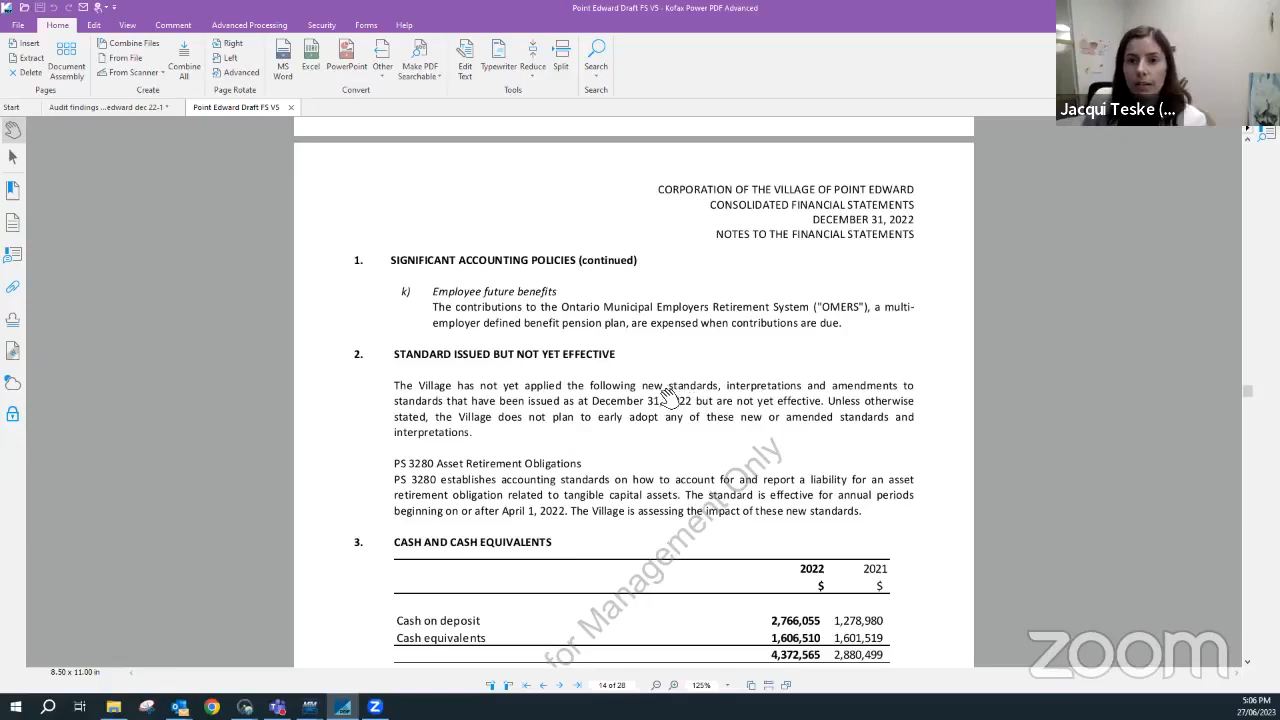 Point Edward Draft FS V5 - Kofax Power PDF Advanced
File Home Edit View Comment Advanced Processing Security Forms Help
Insert
Extract
Delete
Document Assembly
Pages
Combine Files
From File
From Scanner
Combine All
Create
Right
Left
Advanced
Page Rotate
MS Word
Excel
PowerPoint
Other
Make PDF Searchable
Convert
Edit Text
Typewriter
Reduce
Split
Tools
Search
Search
Start Audit findings ...edward dec 22-1 * Point Edward Draft FS V5
Jacqui Teske (...
CORPORATION OF THE VILLAGE OF POINT EDWARD
CONSOLIDATED FINANCIAL STATEMENTS
DECEMBER 31, 2022
NOTES TO THE FINANCIAL STATEMENTS
1. SIGNIFICANT ACCOUNTING POLICIES (continued)
k) Employee future benefits
The contributions to the Ontario Municipal Employers Retirement System ("OMERS"), a multi-
employer defined benefit pension plan, are expensed when contributions are due.
2. STANDARD ISSUED BUT NOT YET EFFECTIVE
The Village has not yet applied the following new standards, interpretations and amendments to
standards that have been issued as at December 31, 22 but are not yet effective. Unless otherwise
stated, the Village does not plan to early adopt any of these new or amended standards and
interpretations.
PS 3280 Asset Retirement Obligations
PS 3280 establishes accounting standards on how to account for and report a liability for an asset
retirement obligation related to tangible capital assets. The standard is effective for annual periods
beginning on or after April 1, 2022. The Village is assessing the impact of these new standards.
3. CASH AND CASH EQUIVALENTS
2022 2021
$ $
Cash on deposit 2,766,055 1,278,980
Cash equivalents 1,606,510 1,601,519
4,372,565 2,880,499
for Management Only
zoom
8.50 x 11.00 in
14 of 28
125%
5:06 PM
27/06/2023